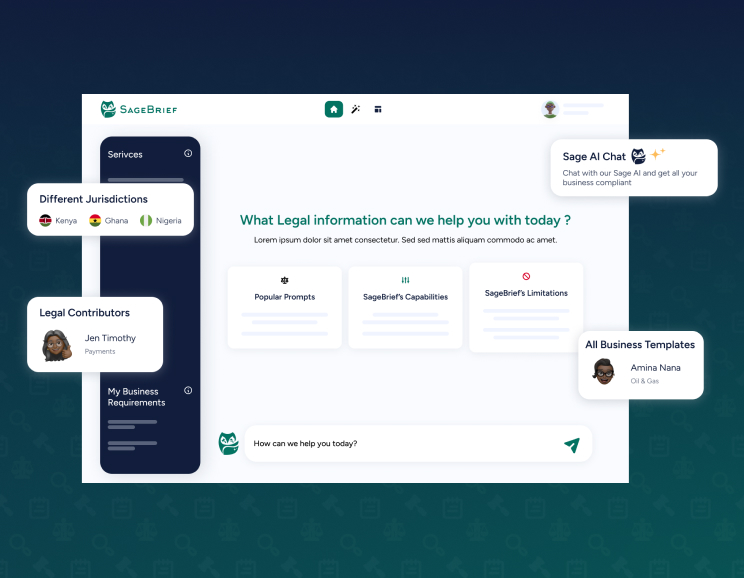 SAGEBRIEF
Serivces
Different Jurisdictions
Kenya Ghana Nigeria
Legal Contributors
Jen Timothy
Payments
My Business
Requirements
Sage AI Chat
Chat with our Sage AI and get all your
business compliant
What Legal information can we help you with today ?
Lorem ipsum dolor sit amet consectetur. Sed sed mattis aliquam commodo ac amet.
Popular Prompts
SageBrief's Capabilities
SageBrief's Limitations
All Business Templates
Amina Nana
Oil & Gas
How can we help you today?